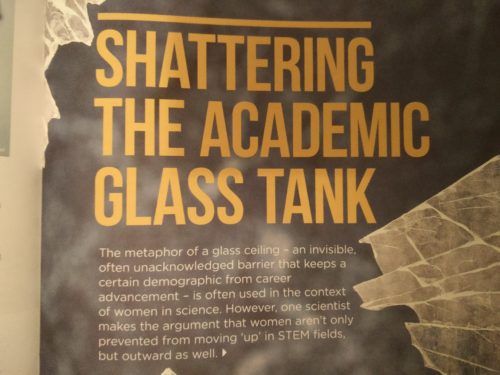 SHATTERING
THE ACADEMIC
GLASS TANK
The metaphor of a glass ceiling – an invisible,
often unacknowledged barrier that keeps a
certain demographic from career
advancement – is often used in the context
of women in science. However, one scientist
makes the argument that women aren't only
prevented from moving 'up' in STEM fields,
but outward as well.